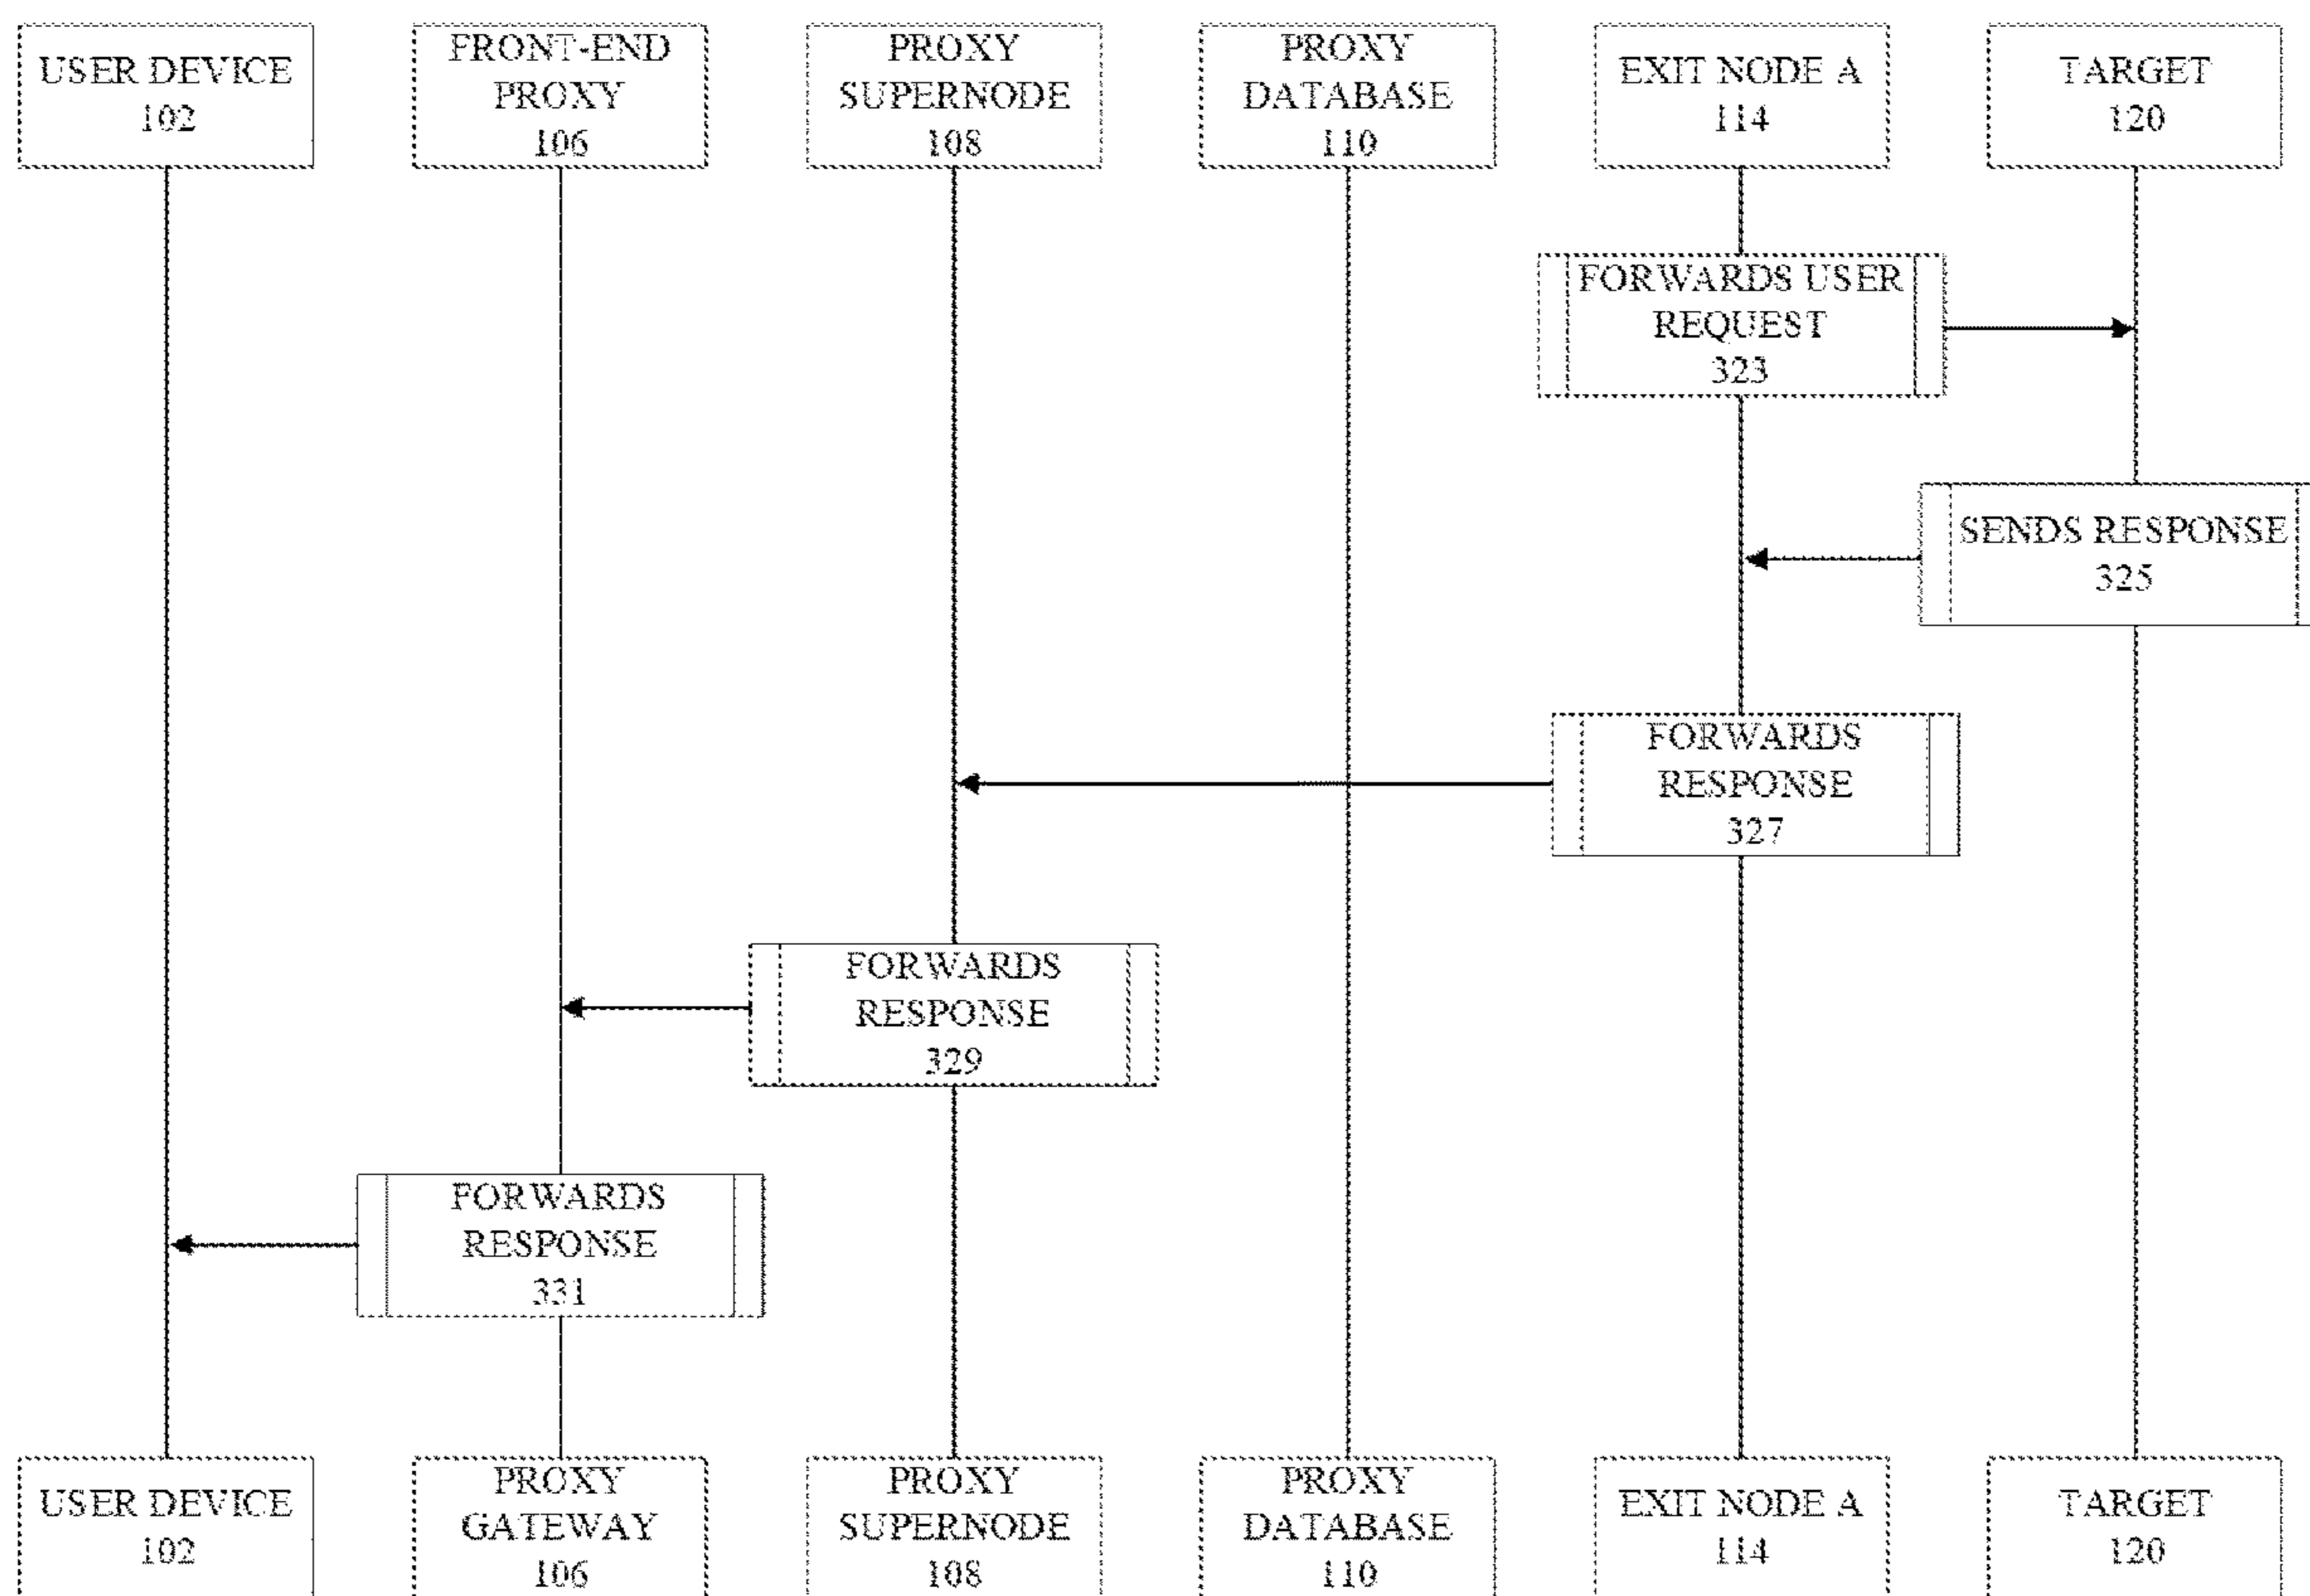 USER DEVICE
102
FRONT-END
PROXY
106
PROXY
SUPERNODE
108
PROXY
DATABASE
110
EXIT NODE A
114
TARGET
120
FORWARDS USER
REQUEST
323
SENDS RESPONSE
325
FORWARDS
RESPONSE
327
FORWARDS
RESPONSE
329
FORWARDS
RESPONSE
331
USER DEVICE
102
PROXY
GATEWAY
106
PROXY
SUPERNODE
108
PROXY
DATABASE
110
EXIT NODE A
114
TARGET
120